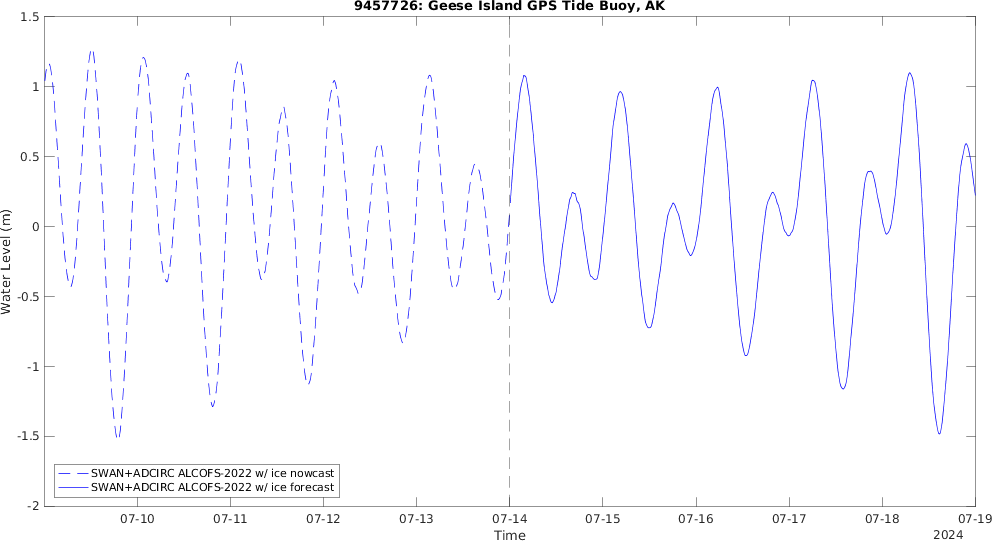 9457726: Geese Island GPS Tide Buoy, AK
1.5
1
0.5
0
-0.5
-1
-1.5
-2
Water Level (m)
SWAN+ADCIRC ALCOFS-2022 w/ ice nowcast
SWAN+ADCIRC ALCOFS-2022 w/ ice forecast
07-10 07-11 07-12 07-13 07-14 07-15 07-16 07-17 07-18 07-19
Time
2024